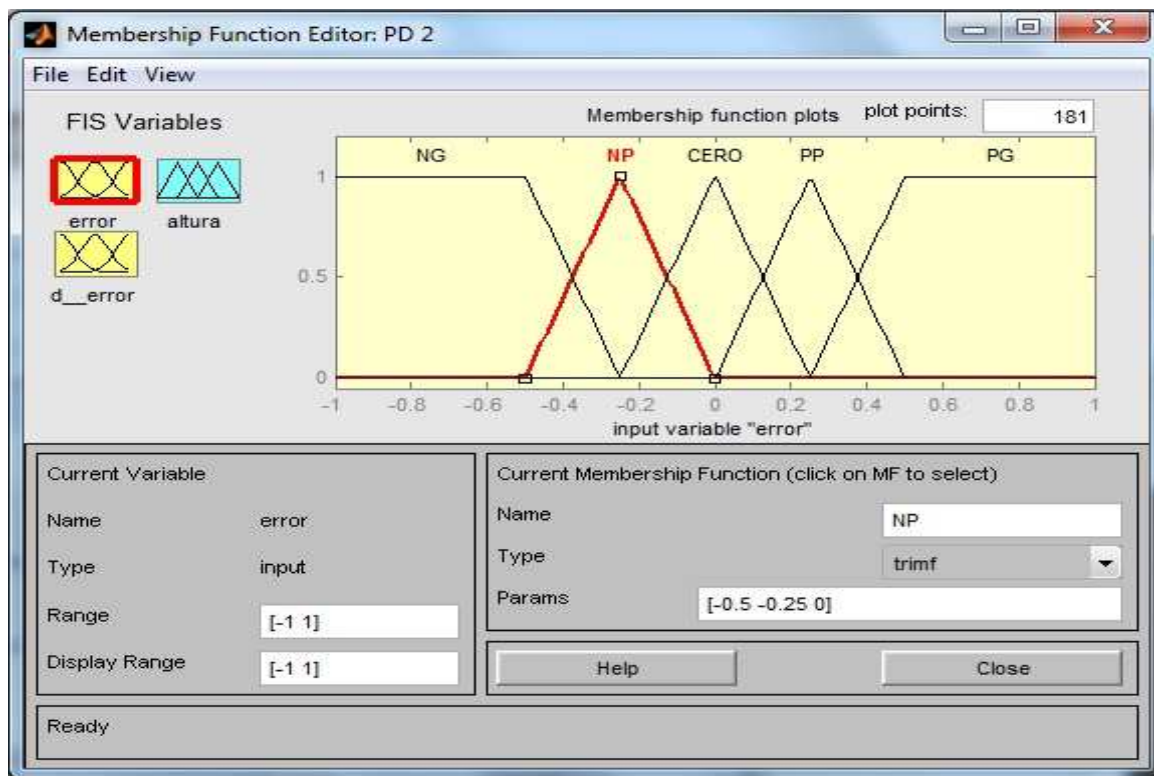 Membership Function Editor: PD 2
File Edit View
FIS Variables
Membership function plots
plot points:
181
error
altura
d__error
NG
NP
CERO
PP
PG
1
0.5
0
-1 -0.8 -0.6 -0.4 -0.2 0 0.2 0.4 0.6 0.8 1
input variable "error"
Current Variable
Name error
Type input
Range [-1 1]
Display Range [-1 1]
Current Membership Function (click on MF to select)
Name NP
Type trimf
Params [-0.5 -0.25 0]
Help
Close
Ready